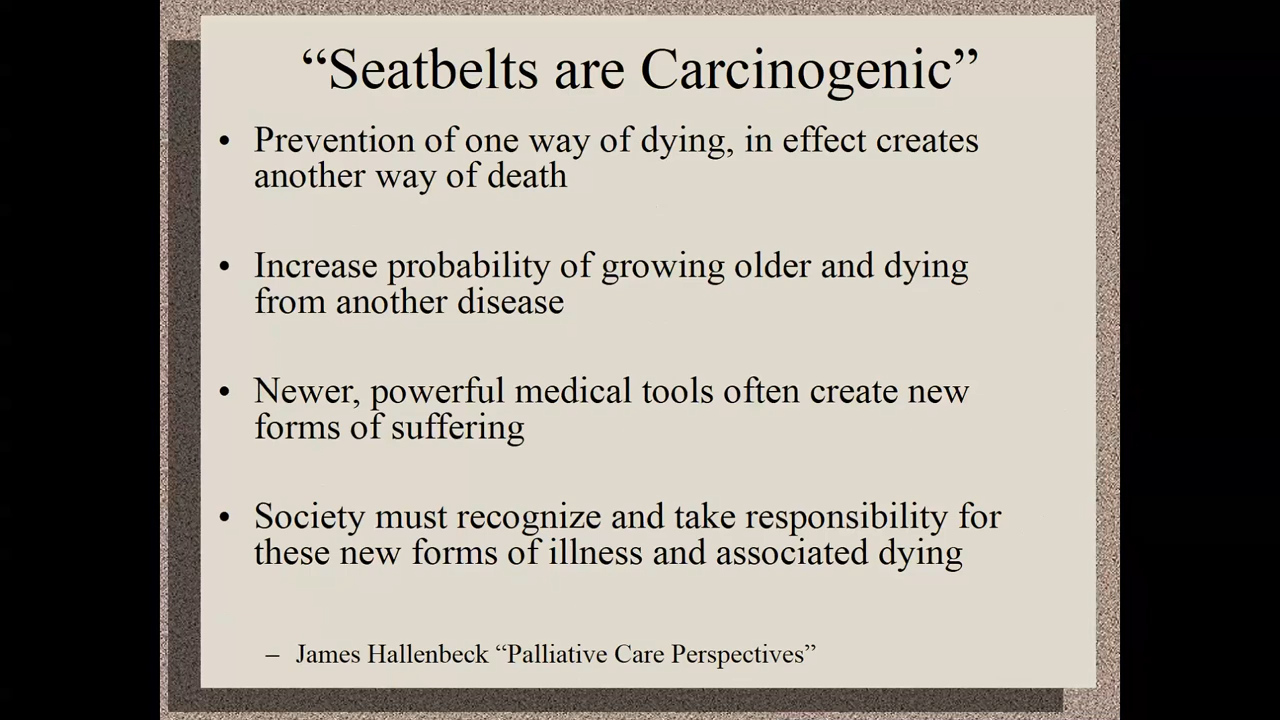 “Seatbelts are Carcinogenic”
• Prevention of one way of dying, in effect creates
another way of death
• Increase probability of growing older and dying
from another disease
• Newer, powerful medical tools often create new
forms of suffering
• Society must recognize and take responsibility for
these new forms of illness and associated dying
– James Hallenbeck “Palliative Care Perspectives”